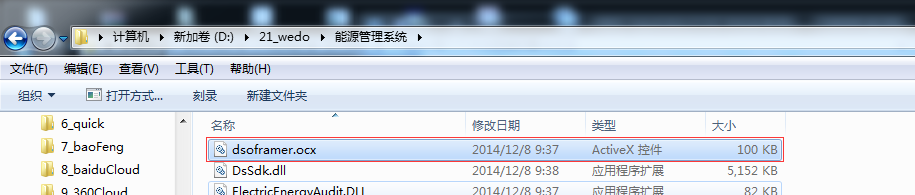 计算机 新加卷 (D:) 21_wedo 能源管理系统
文件(F) 编辑(E) 查看(V) 工具(T) 帮助(H)
组织 打开方式... 刻录 新建文件夹
6_quick
7_baoFeng
8_baiduCloud
9_360Cloud
名称 修改日期 类型 大小
dsoframer.ocx 2014/12/8 9:37 ActiveX 控件 100 KB
DsSdk.dll 2014/12/8 9:38 应用程序扩展 5,152 KB
ElectricEnergyAudit.DLL 2014/12/8 9:37 应用程序扩展 82 KB